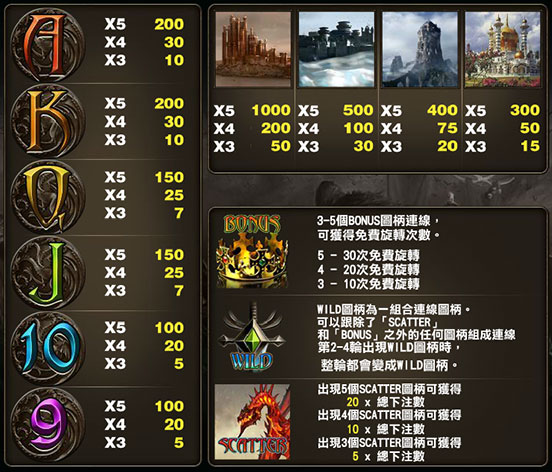 A
X5 200
X4 30
X3 10
K
X5 200
X4 30
X3 10
Q
X5 150
X4 25
X3 7
J
X5 150
X4 25
X3 7
10
X5 100
X4 20
X3 5
9
X5 100
X4 20
X3 5
X5 1000
X4 200
X3 50
X5 500
X4 100
X3 30
X5 400
X4 75
X3 20
X5 300
X4 50
X3 15
BONUS
3-5個BONUS圖柄連線，
可獲得免費旋轉次數。
5 - 30次免費旋轉
4 - 20次免費旋轉
3 - 10次免費旋轉
WILD
WILD圖柄為一組合連線圖柄。
可以跟除了「SCATTER」
和「BONUS」之外的任何圖柄組成連線
第2-4輪出現WILD圖柄時，
整輪都會變成WILD圖柄。
SCATTER
出現5個SCATTER圖柄可獲得
20 x 總下注數
出現4個SCATTER圖柄可獲得
10 x 總下注數
出現3個SCATTER圖柄可獲得
5 x 總下注數